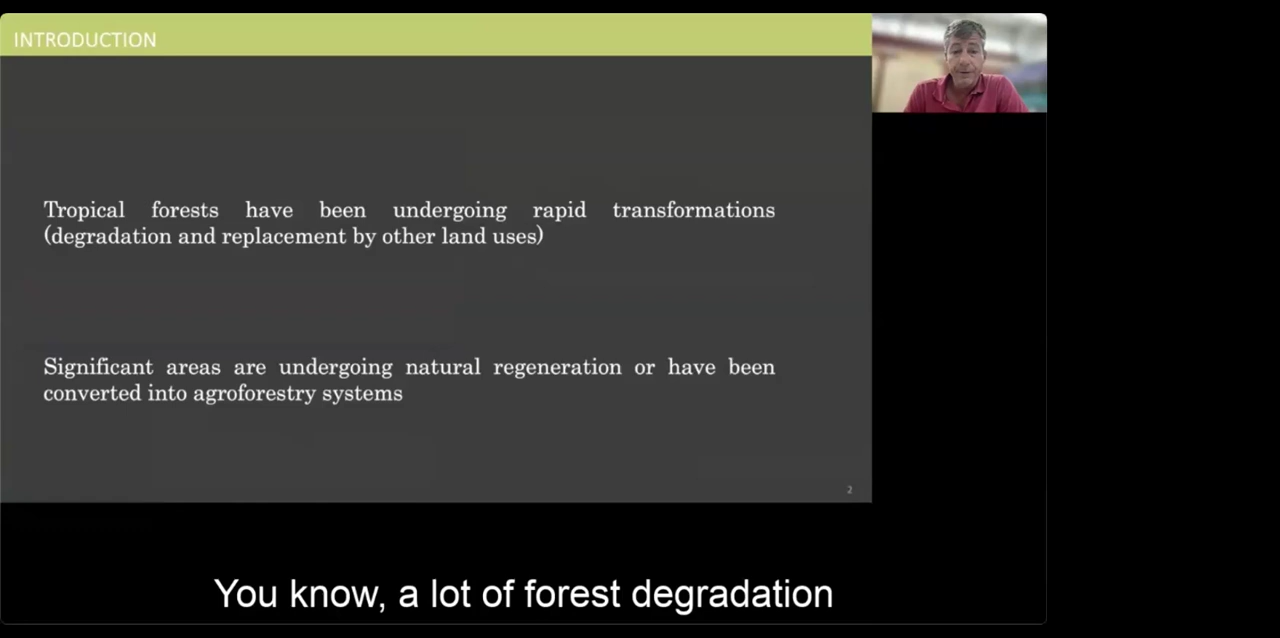 INTRODUCTION
Tropical forests have been undergoing rapid transformations
(degradation and replacement by other land uses)
Significant areas are undergoing natural regeneration or have been
converted into agroforestry systems
2
You know, a lot of forest degradation